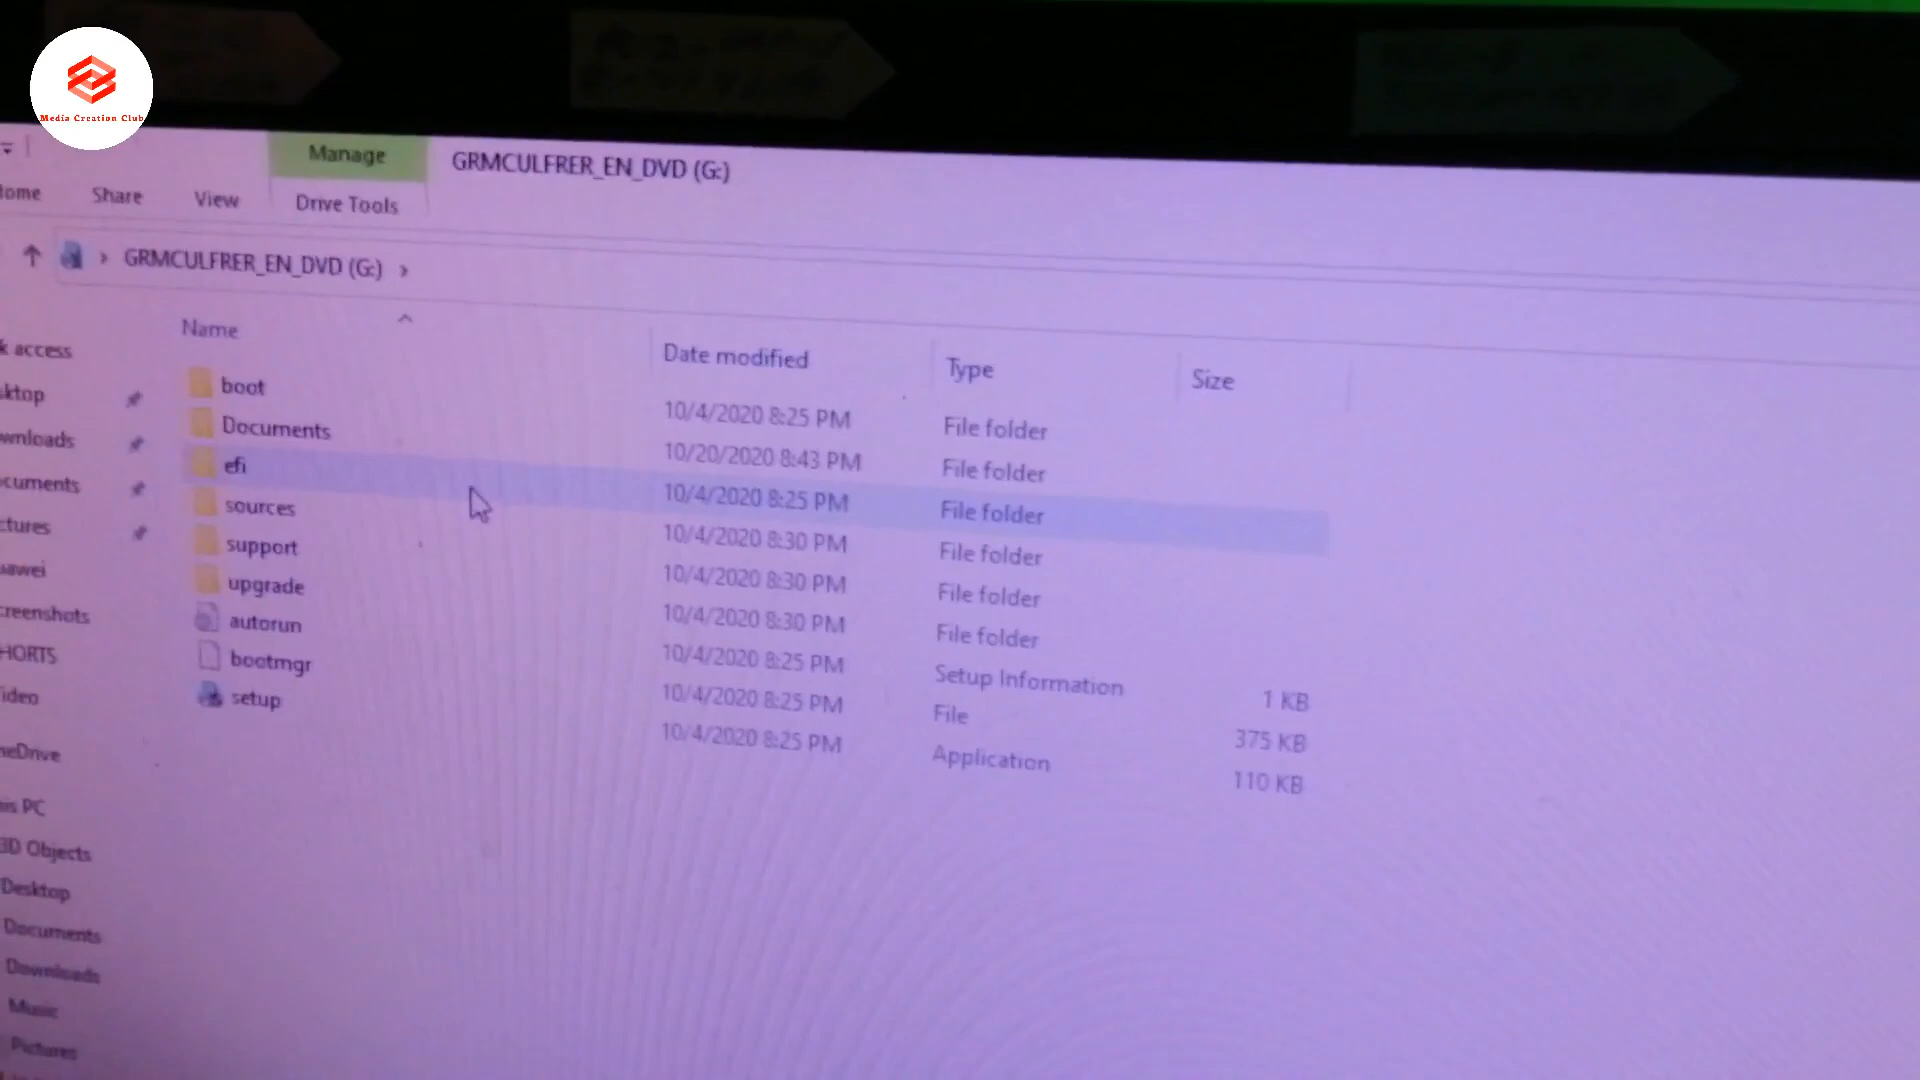 Media Creation Club
Manage
GRMCULFRER_EN_DVD (G:)
Share
View
Drive Tools
GRMCULFRER_EN_DVD (G:)
Name
Date modified
Type
Size
access
boot
10/4/2020 8:25 PM
File folder
Documents
10/20/2020 8:43 PM
File folder
efi
10/4/2020 8:25 PM
File folder
sources
10/4/2020 8:30 PM
File folder
support
10/4/2020 8:30 PM
File folder
upgrade
10/4/2020 8:30 PM
File folder
autorun
10/4/2020 8:25 PM
Setup Information
1 KB
bootmgr
10/4/2020 8:25 PM
File
375 KB
setup
10/4/2020 8:25 PM
Application
110 KB
PC
3D Objects
Desktop
Documents
Downloads
Music
Pictures